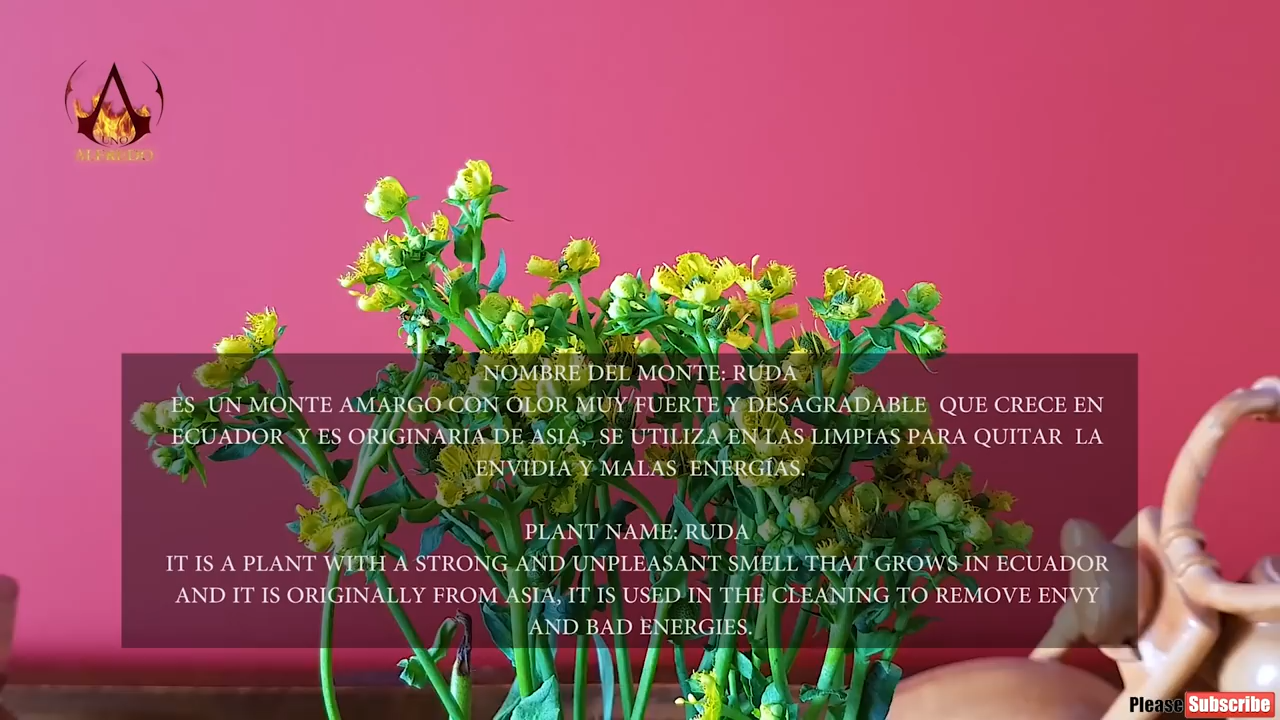 UNO
ALFREDO
NOMBRE DEL MONTE: RUDA
ES UN MONTE AMARGO CON OLOR MUY FUERTE Y DESAGRADABLE QUE CRECE EN
ECUADOR Y ES ORIGINARIA DE ASIA, SE UTILIZA EN LAS LIMPIAS PARA QUITAR LA
ENVIDIA Y MALAS ENERGÍAS.
PLANT NAME: RUDA
IT IS A PLANT WITH A STRONG AND UNPLEASANT SMELL THAT GROWS IN ECUADOR
AND IT IS ORIGINALLY FROM ASIA, IT IS USED IN THE CLEANING TO REMOVE ENVY
AND BAD ENERGIES.
Please Subscribe